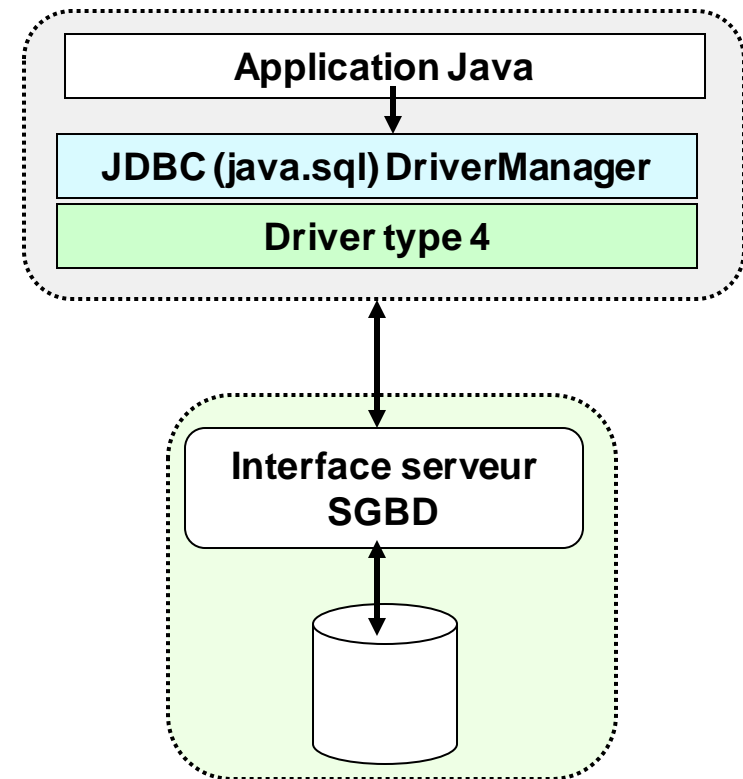 Application Java
JDBC (java.sql) DriverManager
Driver type 4
Interface serveur
SGBD